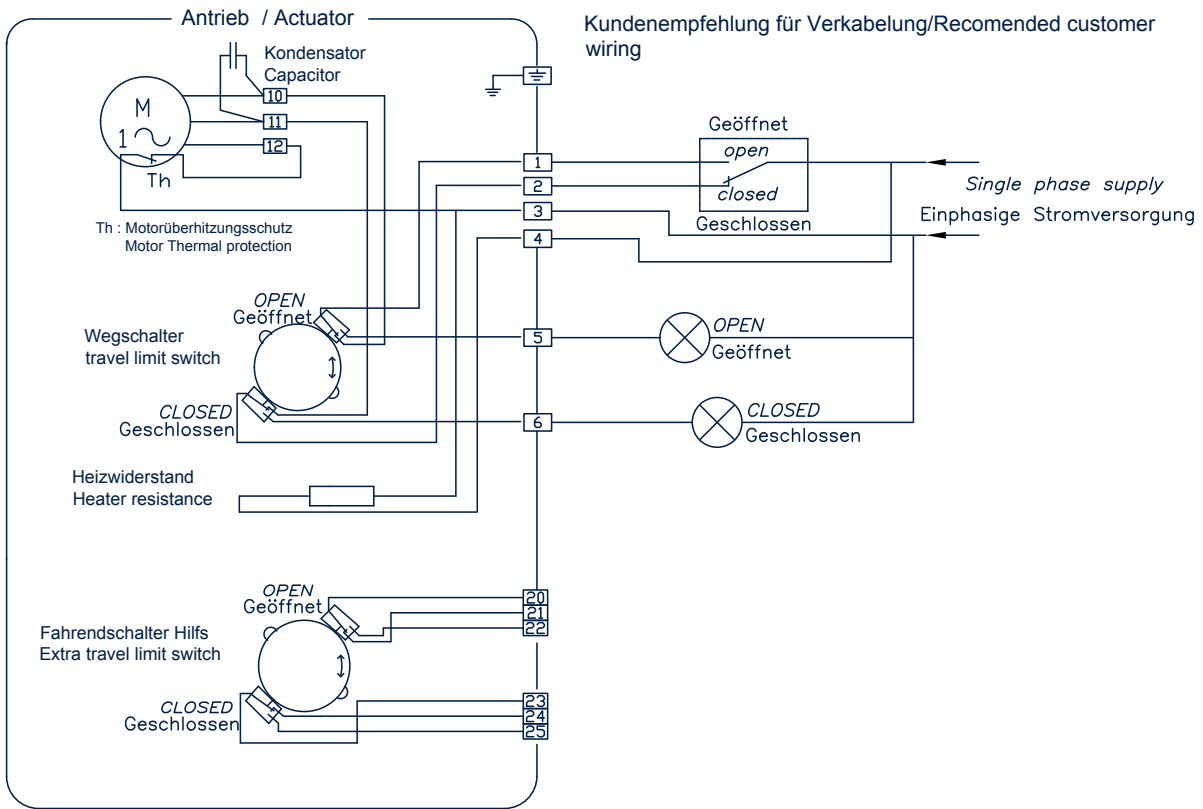 Antrieb / Actuator
Kundenempfehlung für Verkabelung/Recomended customer
wiring
Kondensator
Capacitor
10
11
12
M
1
Th
Th : Motorüberhitzungsschutz
Motor Thermal protection
1
2
3
4
Geöffnet
open
closed
Geschlossen
Single phase supply
Einphasige Stromversorgung
OPEN
Geöffnet
Wegschalter
travel limit switch
CLOSED
Geschlossen
5
OPEN
Geöffnet
6
CLOSED
Geschlossen
Heizwiderstand
Heater resistance
OPEN
Geöffnet
20
21
22
Fahrendschalter Hilfs
Extra travel limit switch
CLOSED
Geschlossen
23
24
25